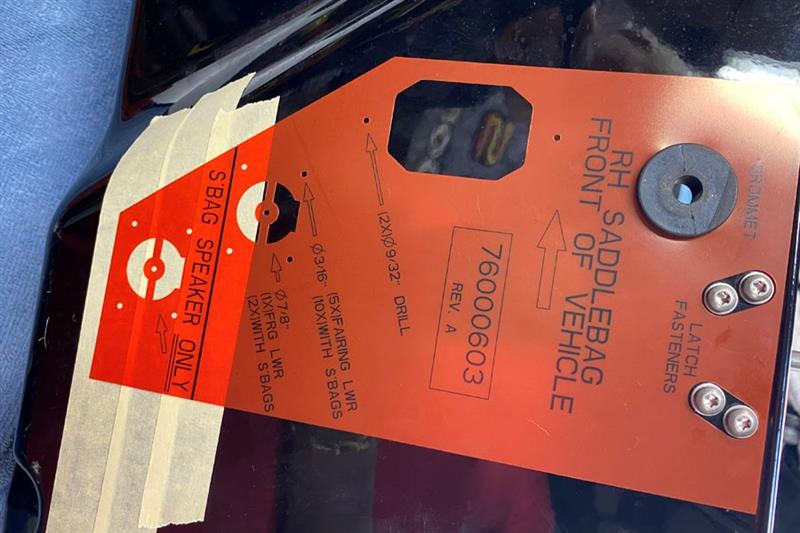 RH SADDLEBAG
FRONT OF VEHICLE
GROMMET
LATCH
FASTENERS
76000603
REV. A
(2X)Ø9/32" DRILL
Ø3/16" (5X)FAIRING LWR
(10X)WITH S'BAGS
Ø7/8"
(1X)FRG LWR
(2X)WITH S'BAGS
S'BAG SPEAKER ONLY